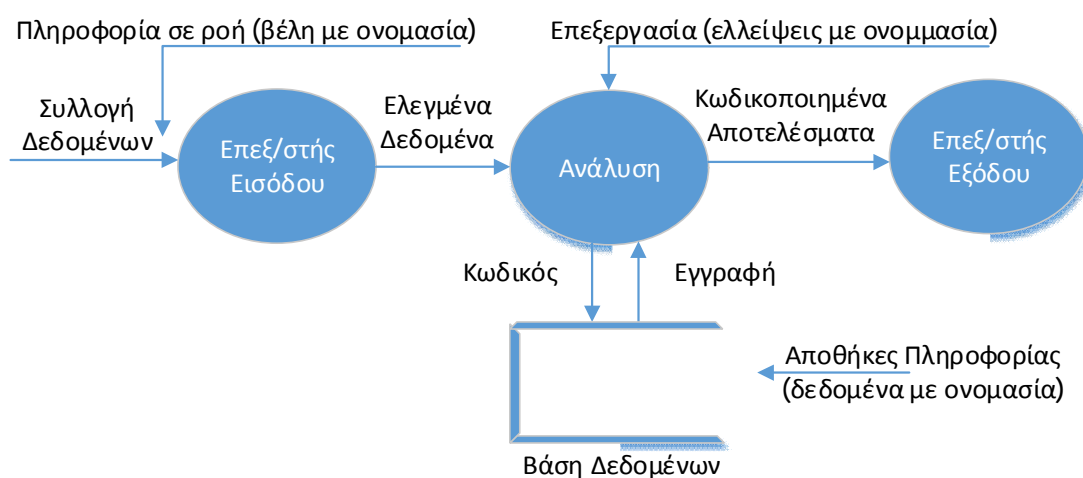 Πληροφορία σε ροή (βέλη με ονομασία)
Επεξεργασία (ελλείψεις με ονομμασία)
Συλλογή
Δεδομένων
Επεξ/στής
Εισόδου
Ελεγμένα
Δεδομένα
Ανάλυση
Κωδικοποιημένα
Αποτελέσματα
Επεξ/στής
Εξόδου
Κωδικός
Εγγραφή
Αποθήκες Πληροφορίας
(δεδομένα με ονομασία)
Βάση Δεδομένων